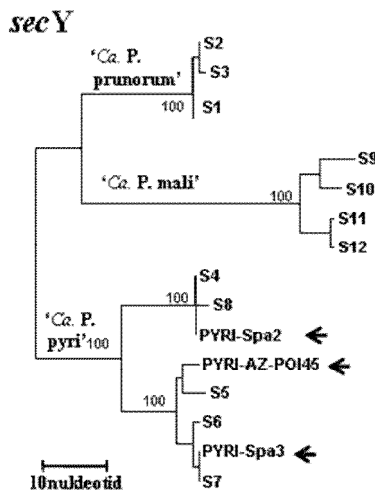 secY
S2
'Ca. P. prunorum'
S3
100
S1
S9
'Ca. P. mali'
S10
100
S11
S12
S4
'Ca. P. pyri'
100
100
S8
PYRI-Spa2
PYRI-AZ-POI45
100
S5
S6
PYRI-Spa3
10nukleotid
S7